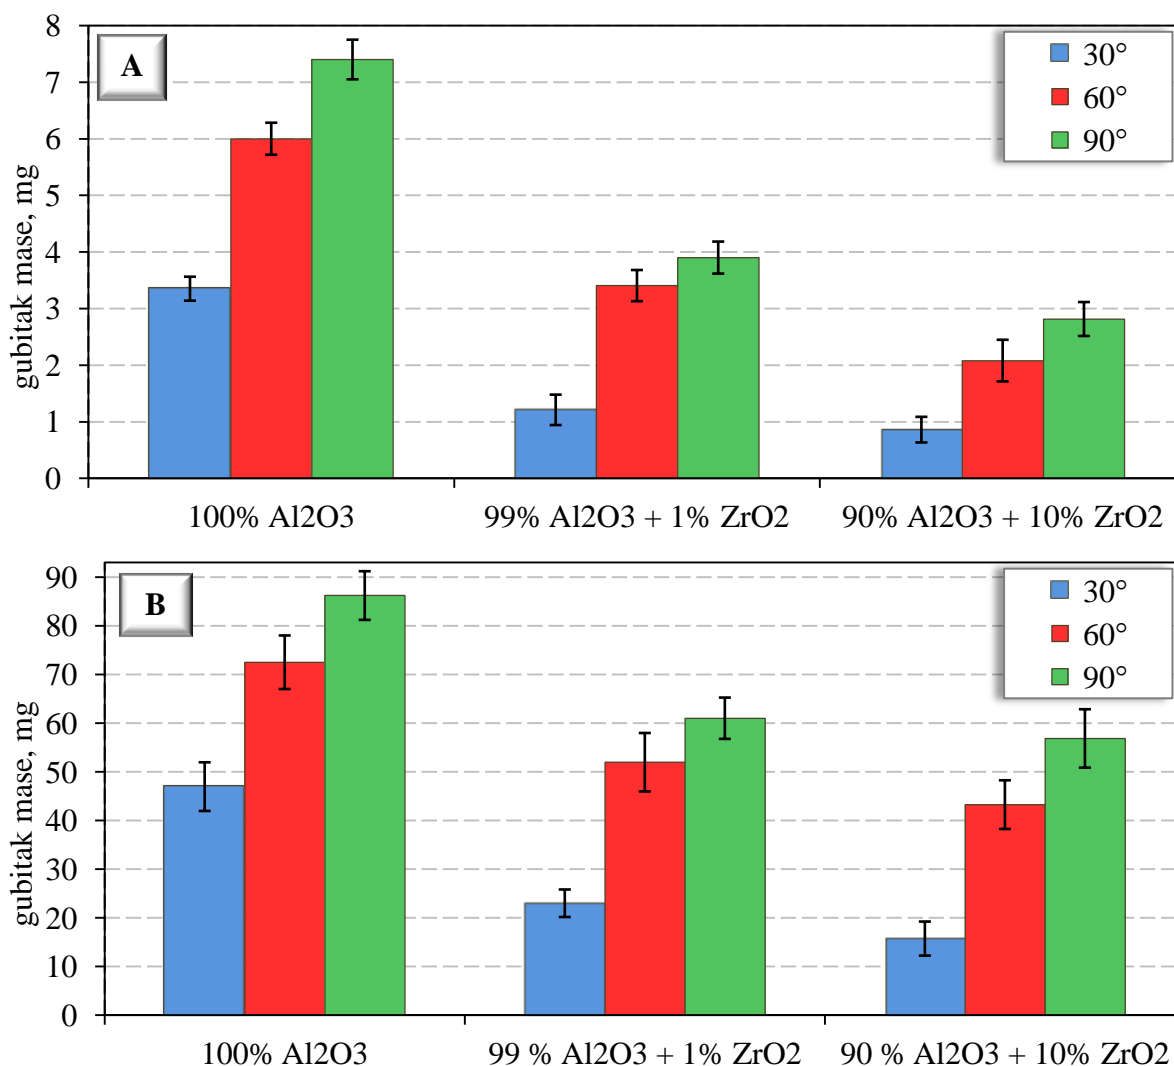 8
7
6
5
4
3
2
1
0
gubitak mase, mg
A
30°
60°
90°
100% Al2O3
99% Al2O3 + 1% ZrO2
90% Al2O3 + 10% ZrO2
90
80
70
60
50
40
30
20
10
0
gubitak mase, mg
B
30°
60°
90°
100% Al2O3
99 % Al2O3 + 1% ZrO2
90 % Al2O3 + 10% ZrO2